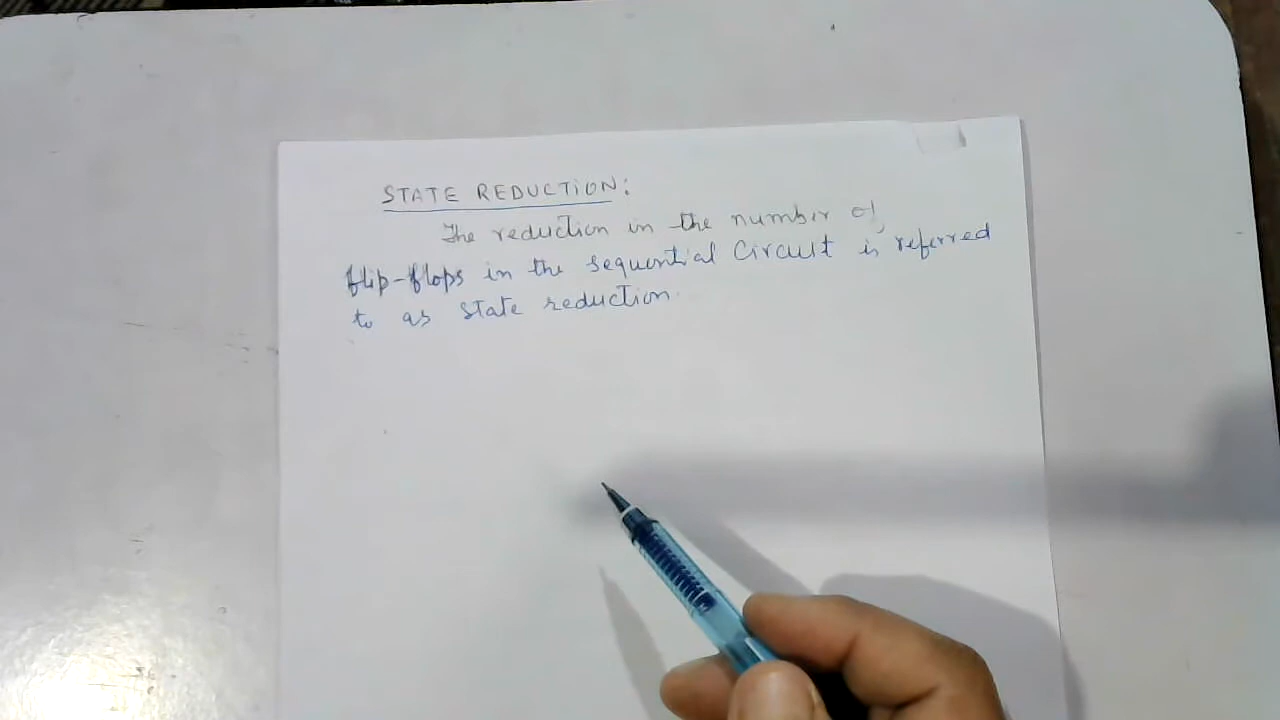 STATE REDUCTION:
The reduction in the number of
flip-flops in the sequential Circuit is referred
to as state reduction.